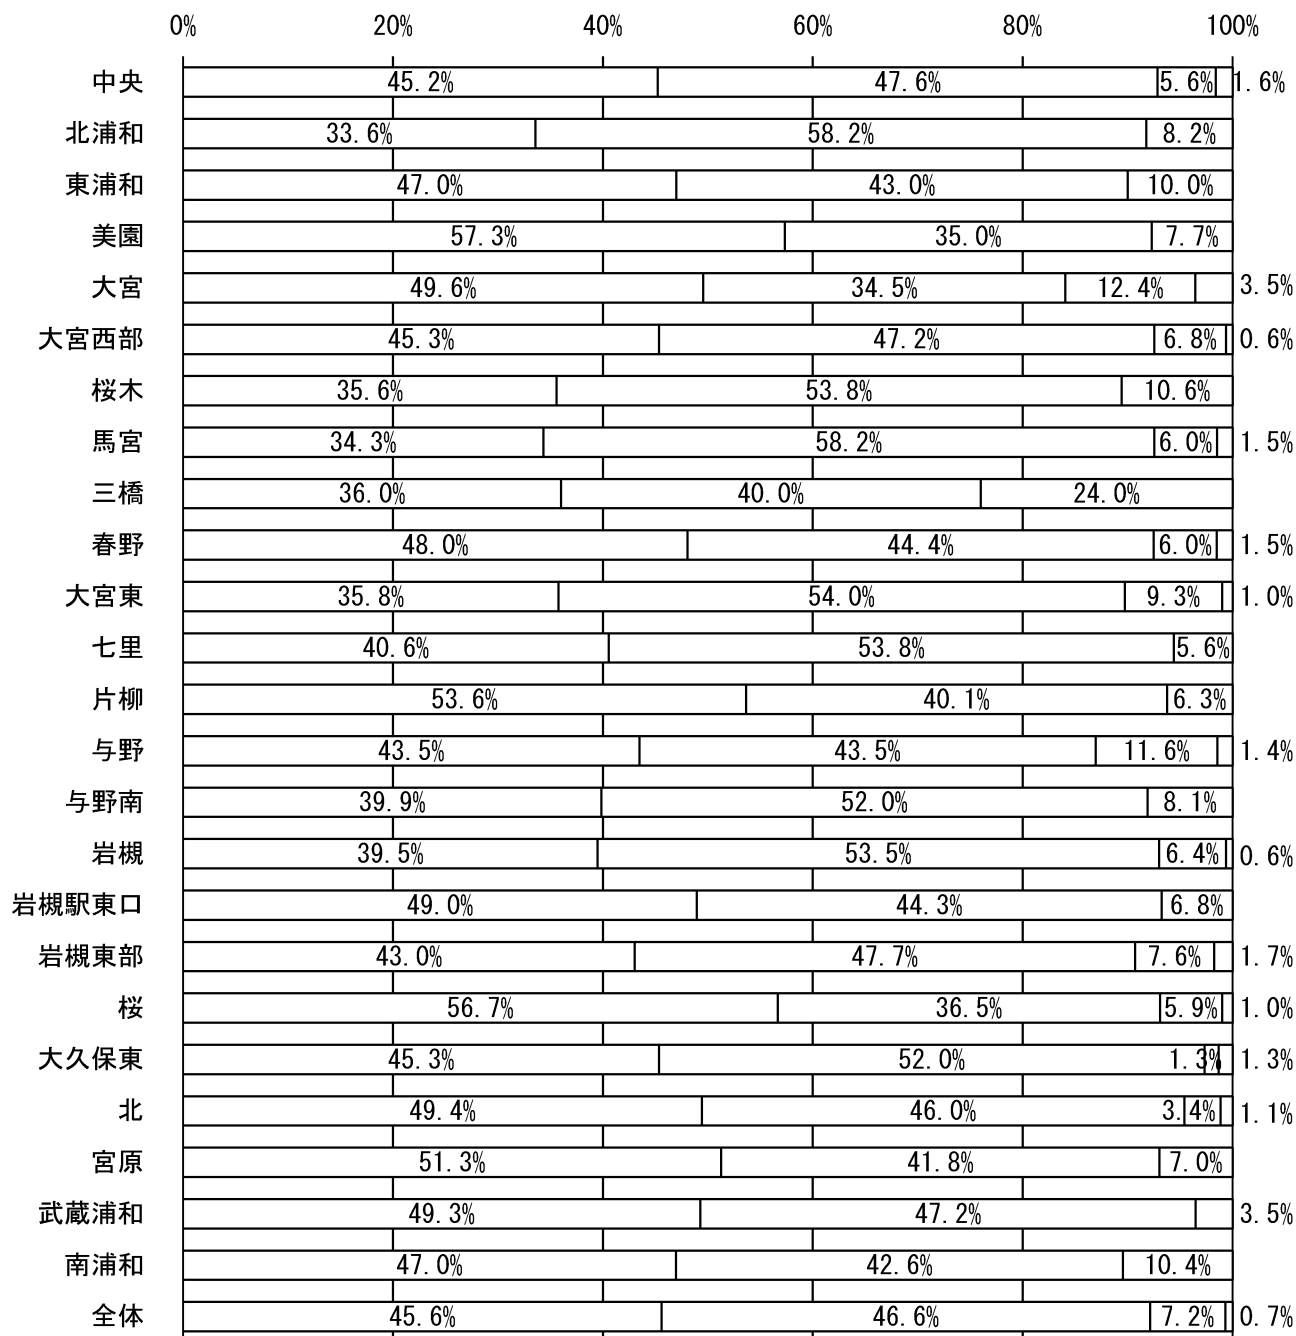 0% 20% 40% 60% 80% 100%
中央 45.2% 47.6% 5.6% 1.6%
北浦和 33.6% 58.2% 8.2%
東浦和 47.0% 43.0% 10.0%
美園 57.3% 35.0% 7.7%
大宮 49.6% 34.5% 12.4% 3.5%
大宮西部 45.3% 47.2% 6.8% 0.6%
桜木 35.6% 53.8% 10.6%
馬宮 34.3% 58.2% 6.0% 1.5%
三橋 36.0% 40.0% 24.0%
春野 48.0% 44.4% 6.0% 1.5%
大宮東 35.8% 54.0% 9.3% 1.0%
七里 40.6% 53.8% 5.6%
片柳 53.6% 40.1% 6.3%
与野 43.5% 43.5% 11.6% 1.4%
与野南 39.9% 52.0% 8.1%
岩槻 39.5% 53.5% 6.4% 0.6%
岩槻駅東口 49.0% 44.3% 6.8%
岩槻東部 43.0% 47.7% 7.6% 1.7%
桜 56.7% 36.5% 5.9% 1.0%
大久保東 45.3% 52.0% 1.3% 1.3%
北 49.4% 46.0% 3.4% 1.1%
宮原 51.3% 41.8% 7.0%
武蔵浦和 49.3% 47.2% 3.5%
南浦和 47.0% 42.6% 10.4%
全体 45.6% 46.6% 7.2% 0.7%